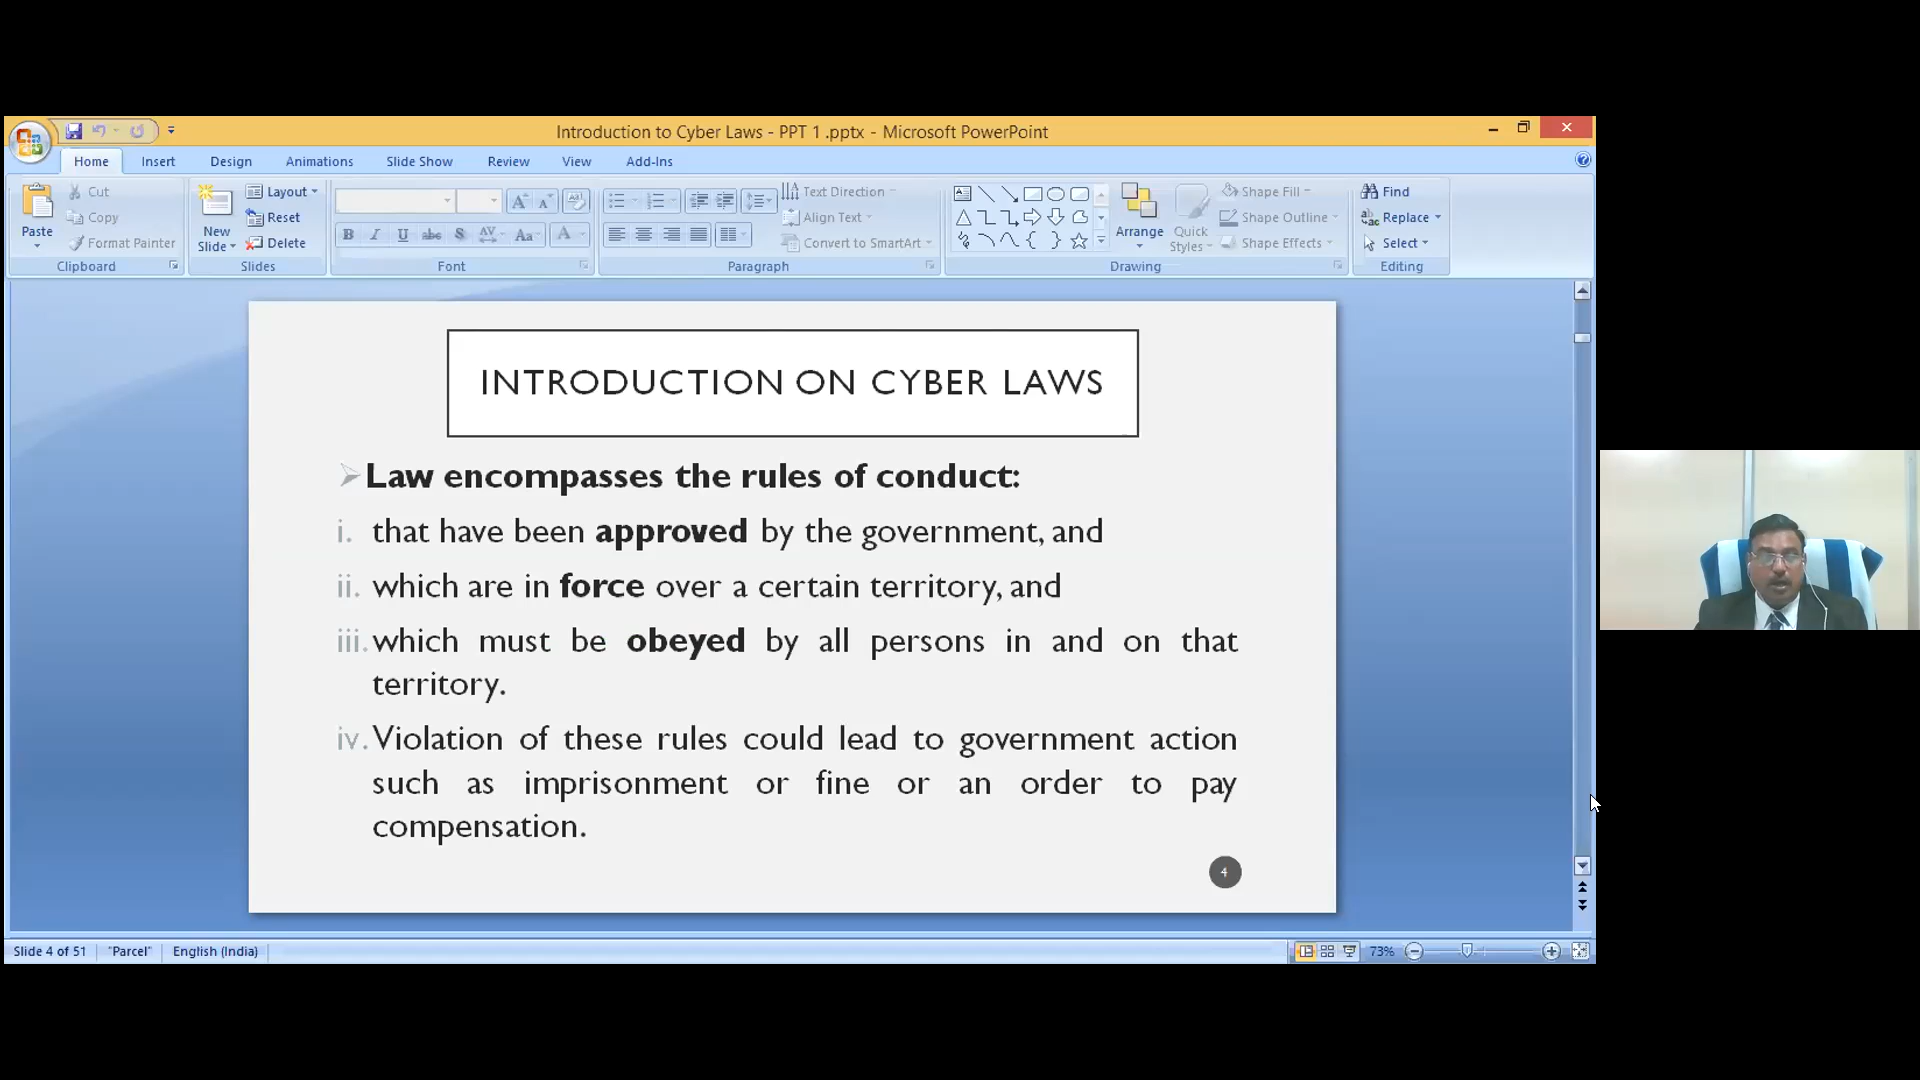 Introduction to Cyber Laws - PPT 1 .pptx - Microsoft PowerPoint
Home Insert Design Animations Slide Show Review View Add-Ins
Paste
Cut
Copy
Format Painter
Clipboard
New
Slide
Layout
Reset
Delete
Slides
B I U abc S AV Aa A
Font
Text Direction
Align Text
Convert to SmartArt
Paragraph
Arrange
Quick
Styles
Shape Fill
Shape Outline
Shape Effects
Drawing
Find
Replace
Select
Editing
INTRODUCTION ON CYBER LAWS
Law encompasses the rules of conduct:
i. that have been approved by the government, and
ii. which are in force over a certain territory, and
iii. which must be obeyed by all persons in and on that
territory.
iv. Violation of these rules could lead to government action
such as imprisonment or fine or an order to pay
compensation.
4
Slide 4 of 51 "Parcel" English (India) 73%